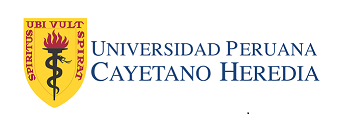 SPIRITUS UBI VULT SPIRAT
UNIVERSIDAD PERUANA
CAYETANO HEREDIA